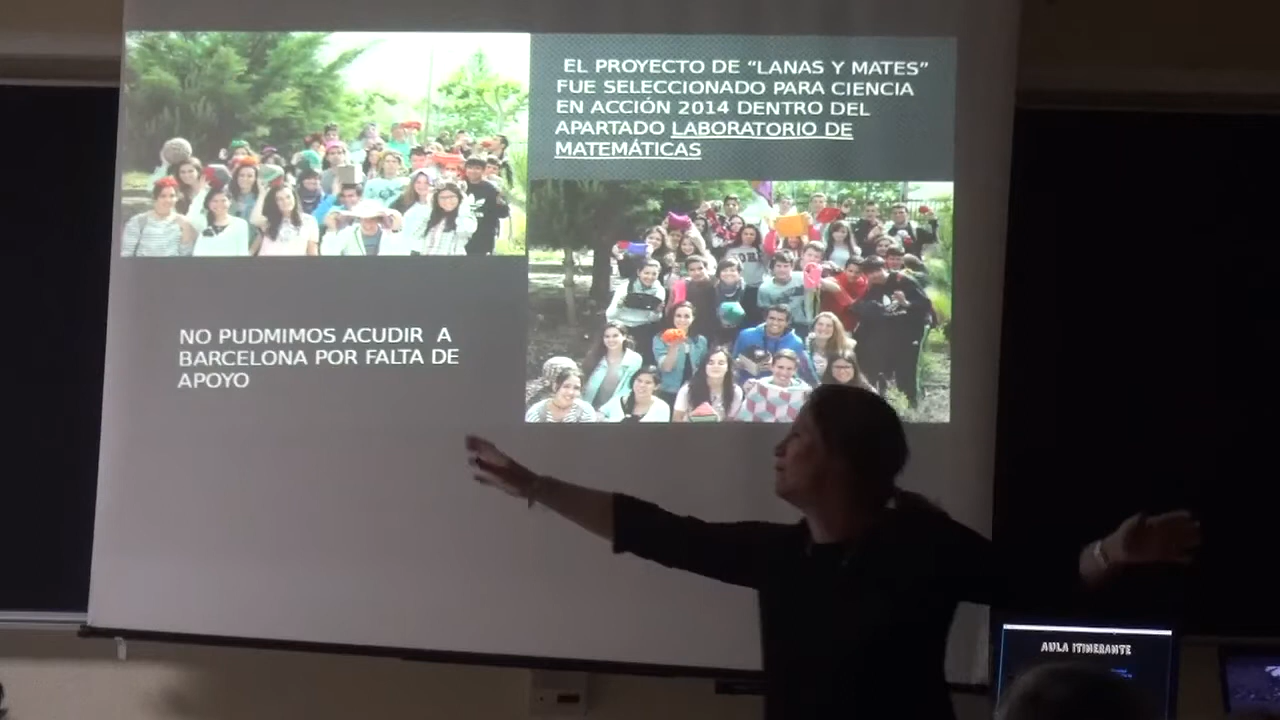 EL PROYECTO DE “LANAS Y MATES”
FUE SELECCIONADO PARA CIENCIA
EN ACCIÓN 2014 DENTRO DEL
APARTADO LABORATORIO DE
MATEMÁTICAS
NO PUDMIMOS ACUDIR A
BARCELONA POR FALTA DE
APOYO
AULA ITINERANTE